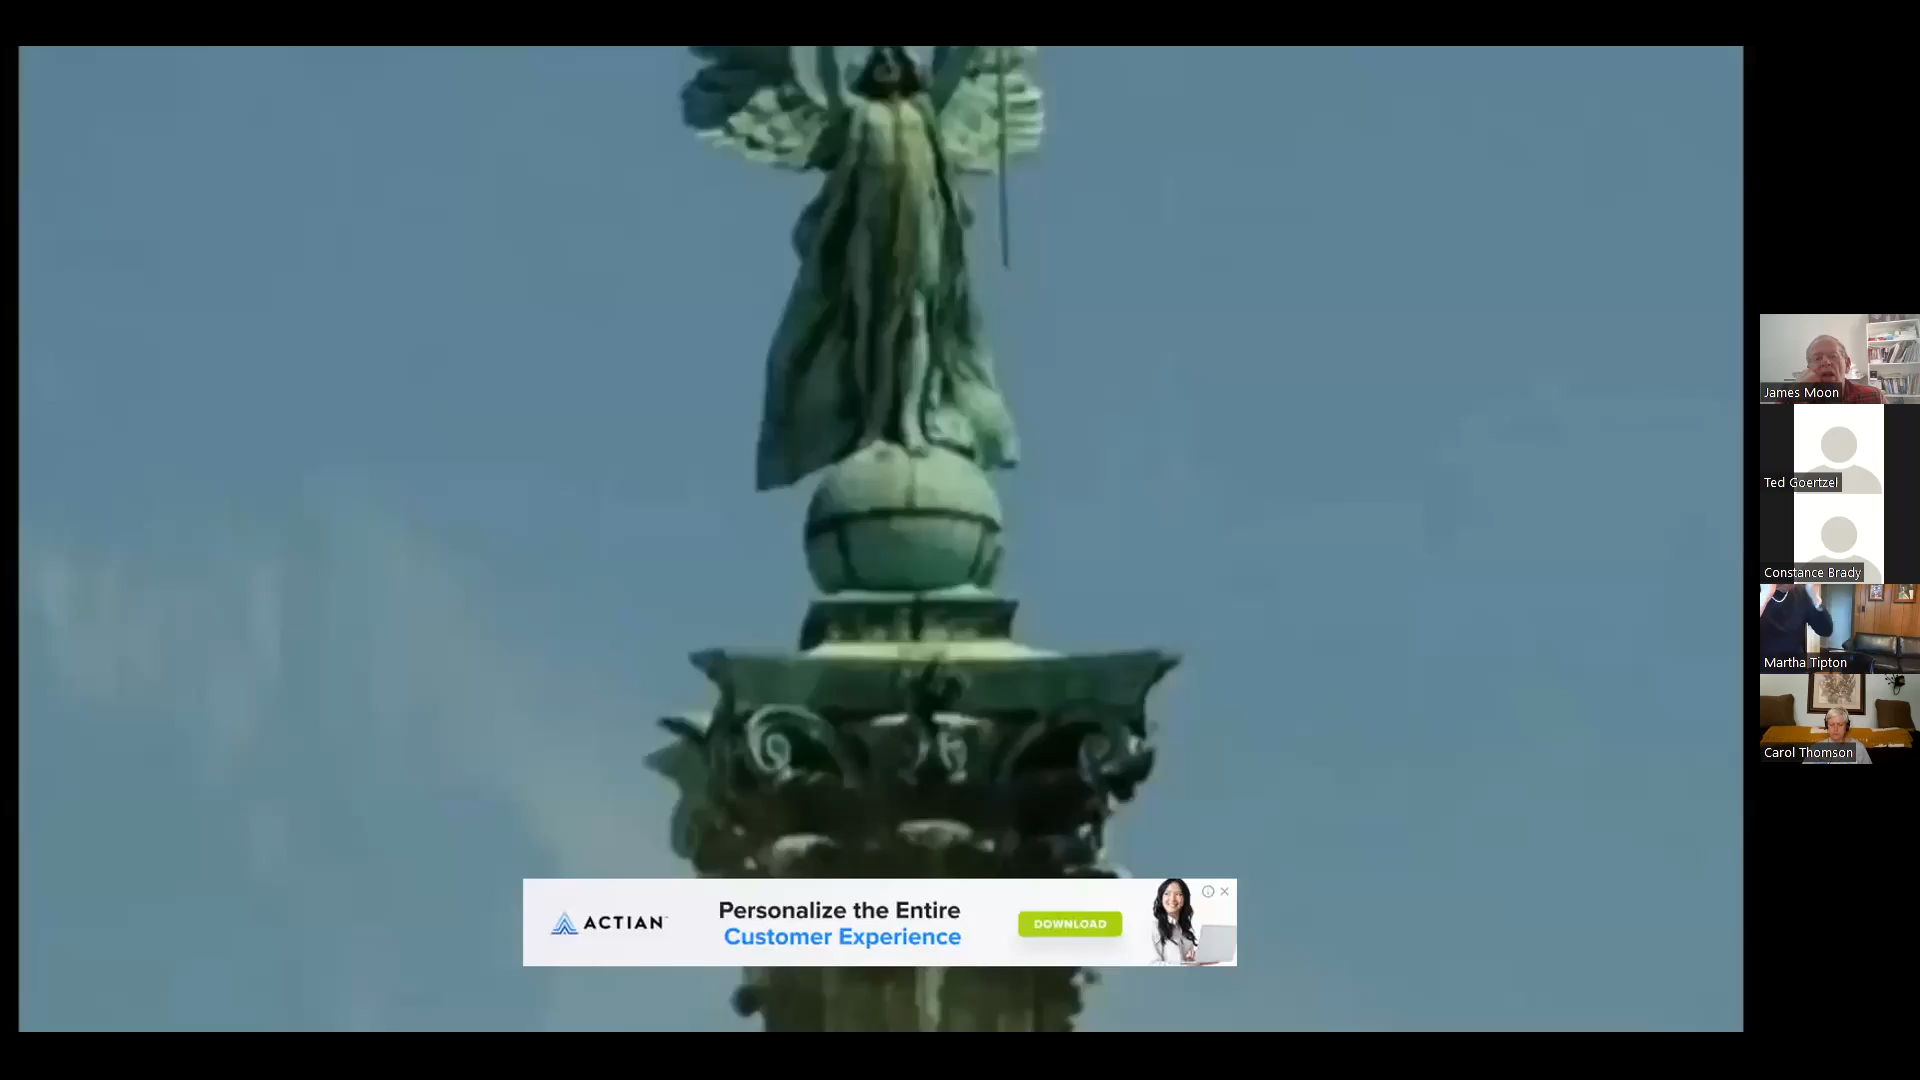 James Moon
Ted Goertzel
Constance Brady
Martha Tipton
Carol Thomson
ACTIAN
Personalize the Entire
Customer Experience
DOWNLOAD